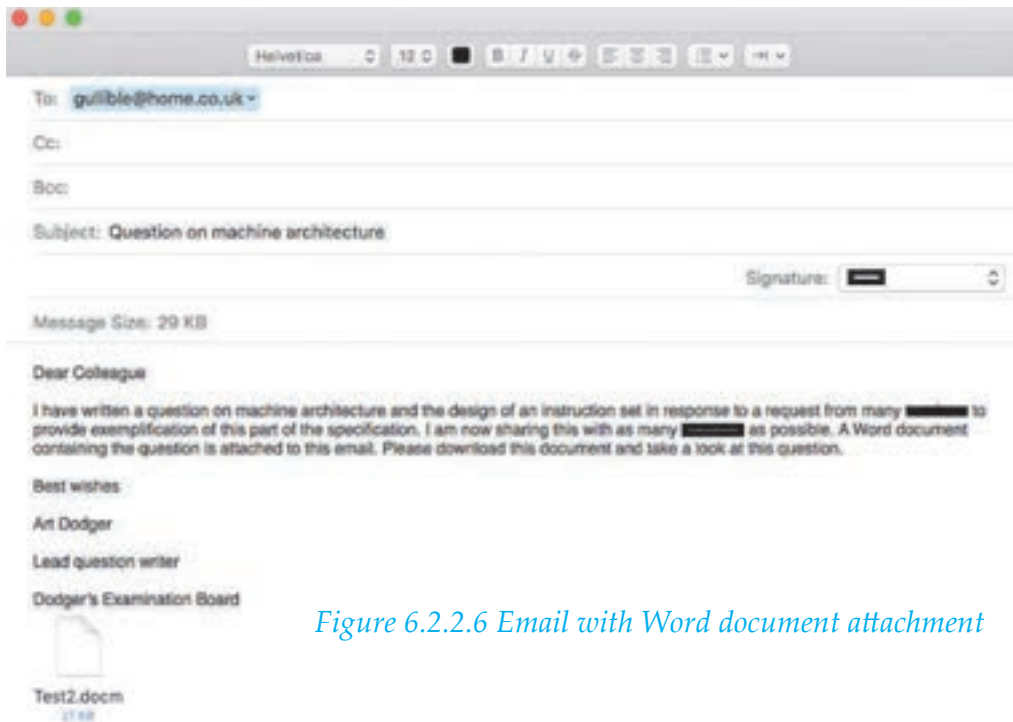 Helvetica 12 B I U S
To: gullible@home.co.uk
Cc:
Bcc:
Subject: Question on machine architecture
Signature:
Message Size: 29 KB
Dear Colleague
I have written a question on machine architecture and the design of an instruction set in response to a request from many to
provide exemplification of this part of the specification. I am now sharing this with as many as possible. A Word document
containing the question is attached to this email. Please download this document and take a look at this question.
Best wishes
Art Dodger
Lead question writer
Dodger's Examination Board
Figure 6.2.2.6 Email with Word document attachment
Test2.docm
27 KB